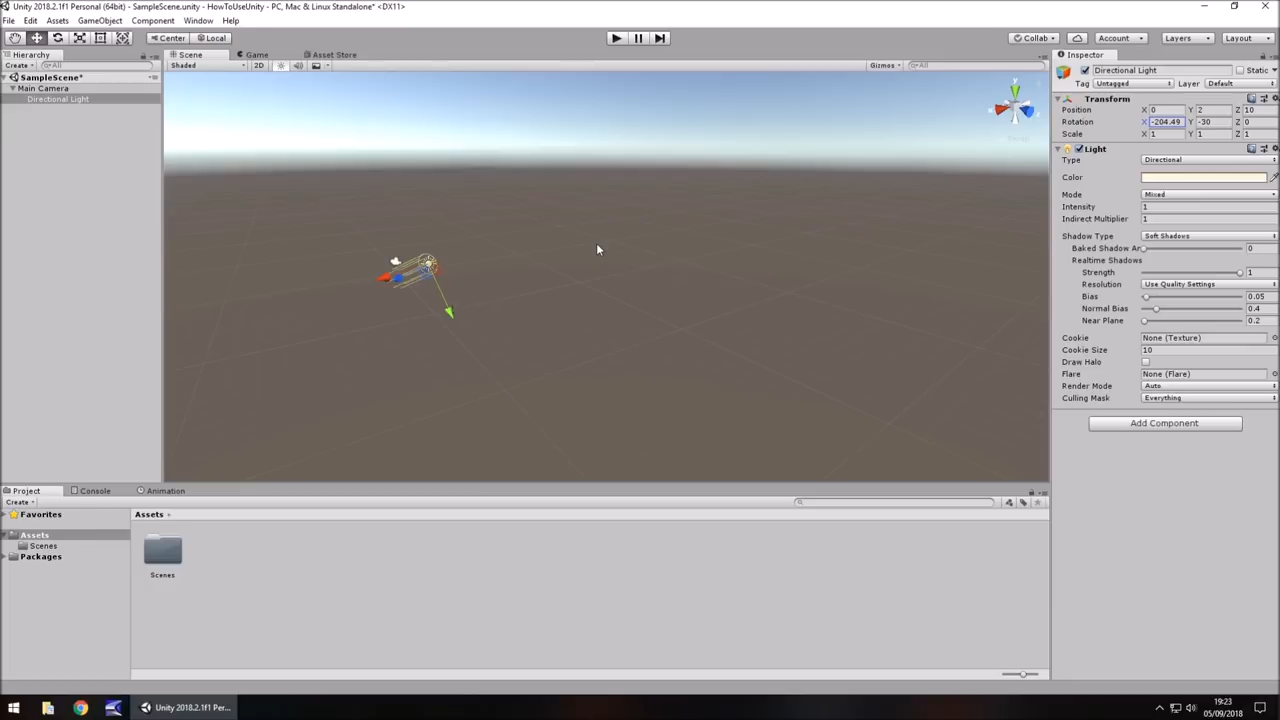 Unity 2018.2.1f1 Personal (64bit) - SampleScene.unity - HowToUseUnity - PC, Mac & Linux Standalone* <DX11>
File Edit Assets GameObject Component Window Help
Center Local Collab Account Layers Layout
Hierarchy Scene Game Asset Store Inspector
Create All Shaded 2D Gizmos All Directional Light Static
SampleScene* Tag Untagged Layer Default
Main Camera
Directional Light
Transform
Position X 0 Y 2 Z 10
Rotation X -204.49 Y -30 Z 0
Scale X 1 Y 1 Z 1
Light
Type Directional
Color
Mode Mixed
Intensity 1
Indirect Multiplier 1
Shadow Type Soft Shadows
Baked Shadow An 0
Realtime Shadows
Strength 1
Resolution Use Quality Settings
Bias 0.05
Normal Bias 0.4
Near Plane 0.2
Cookie None (Texture)
Cookie Size 10
Draw Halo
Flare None (Flare)
Render Mode Auto
Culling Mask Everything
Add Component
y
Project Console Animation
Create
Favorites Assets
Assets
Scenes
Packages
Scenes
Unity 2018.2.1f1 Per...
19:23
05/09/2018